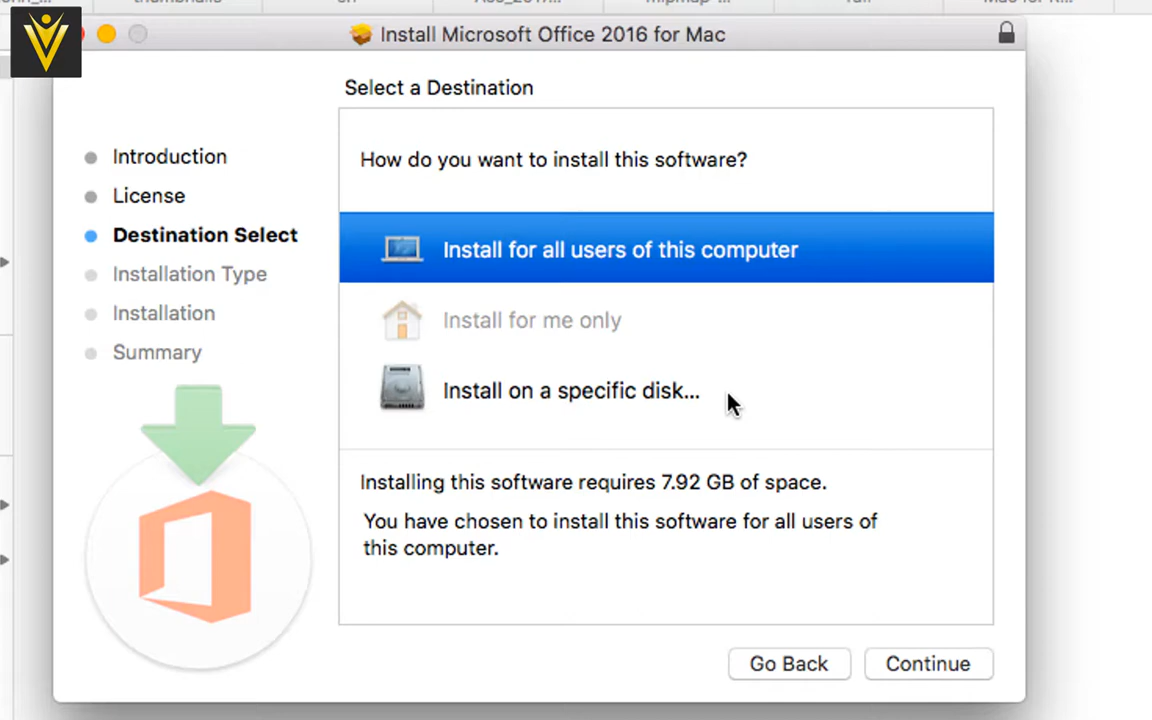 Install Microsoft Office 2016 for Mac
Select a Destination
Introduction
License
Destination Select
Installation Type
Installation
Summary
How do you want to install this software?
Install for all users of this computer
Install for me only
Install on a specific disk...
Installing this software requires 7.92 GB of space.
You have chosen to install this software for all users of
this computer.
Go Back
Continue